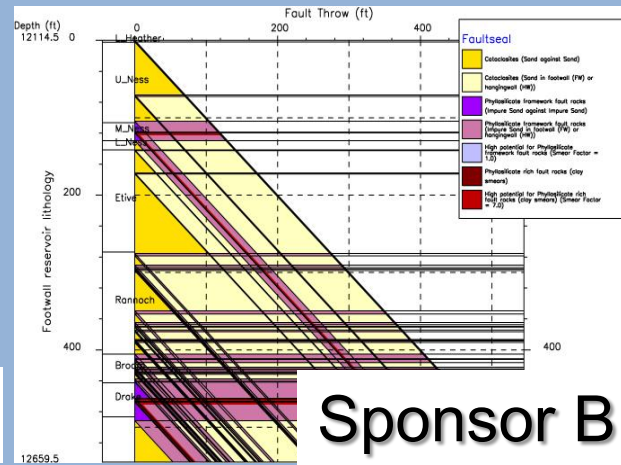 Fault Throw (ft)
Depth (ft)
12114.5
0
0
200
400
L_Heather
U_Ness
M_Ness
L_Ness
Etive
200
Rannoch
400
400
Drake
12659.5
Footwall reservoir lithology
Faultseal
Cataclasites (Sand against Sand)
Cataclasites (Sand in footwall (FW) or
hangingwall (HW))
Phyllosilicate framework fault rocks
(Impure Sand against Impure Sand)
Phyllosilicate framework fault rocks
(Impure Sand in footwall (FW) or
hangingwall (HW))
High potential for Phyllosilicate
framework fault rocks (Smear Factor =
1.0)
Phyllosilicate rich fault rocks (clay
smears)
High potential for Phyllosilicate rich
fault rocks (clay smears) (Smear Factor
= 7.0)
Sponsor B